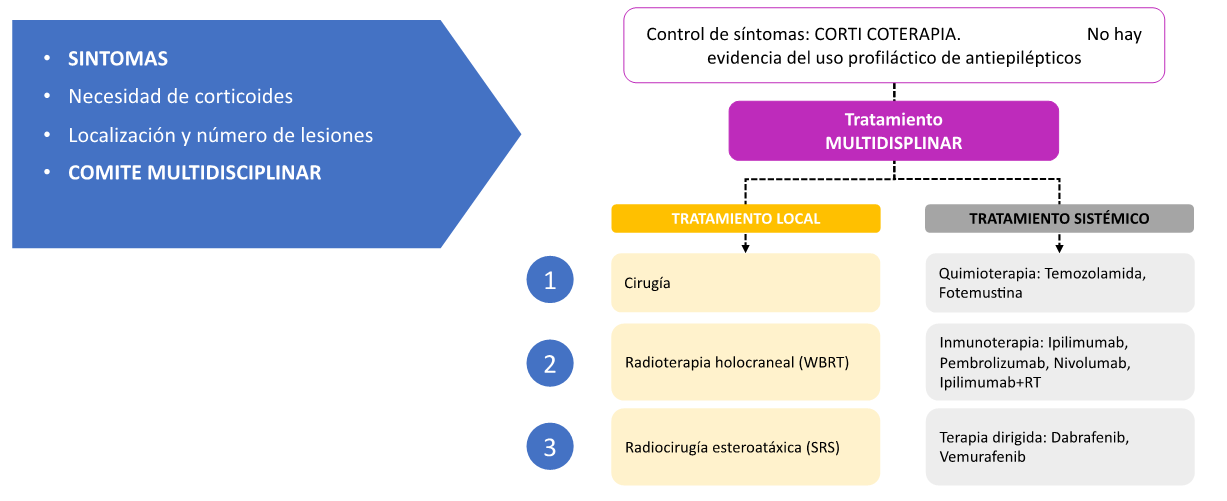 • SINTOMAS
• Necesidad de corticoides
• Localización y número de lesiones
• COMITE MULTIDISCIPLINAR
Control de síntomas: CORTI COTERAPIA. No hay
evidencia del uso profiláctico de antiepilépticos
Tratamiento
MULTIDISPLINAR
TRATAMIENTO LOCAL
TRATAMIENTO SISTÉMICO
1
Cirugía
Quimioterapia: Temozolamida,
Fotemustina
2
Radioterapia holocraneal (WBRT)
Inmunoterapia: Ipilimumab,
Pembrolizumab, Nivolumab,
Ipilimumab+RT
3
Radiocirugía esteroatáxica (SRS)
Terapia dirigida: Dabrafenib,
Vemurafenib